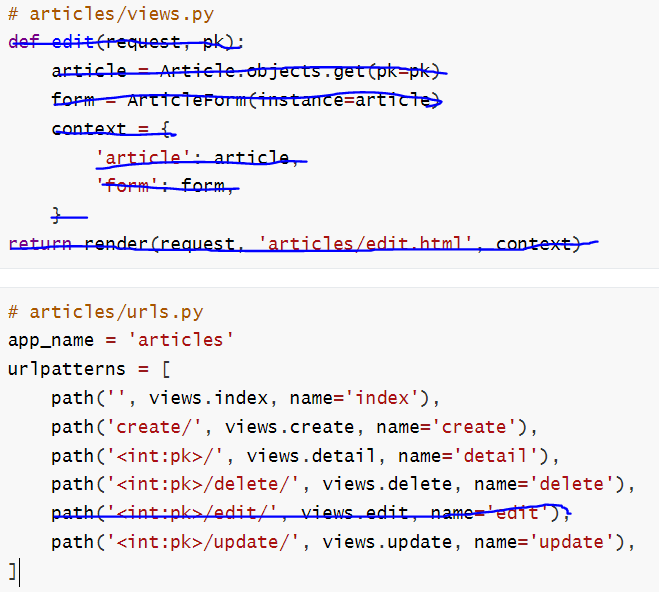 # articles/views.py
def edit(request, pk):
    article = Article.objects.get(pk=pk)
    form = ArticleForm(instance=article)
    context = {
        'article': article,
        'form': form,
    }
return render(request, 'articles/edit.html', context)
# articles/urls.py
app_name = 'articles'
urlpatterns = [
    path('', views.index, name='index'),
    path('create/', views.create, name='create'),
    path('<int:pk>/', views.detail, name='detail'),
    path('<int:pk>/delete/', views.delete, name='delete'),
    path('<int:pk>/edit/', views.edit, name='edit'),
    path('<int:pk>/update/', views.update, name='update'),
]